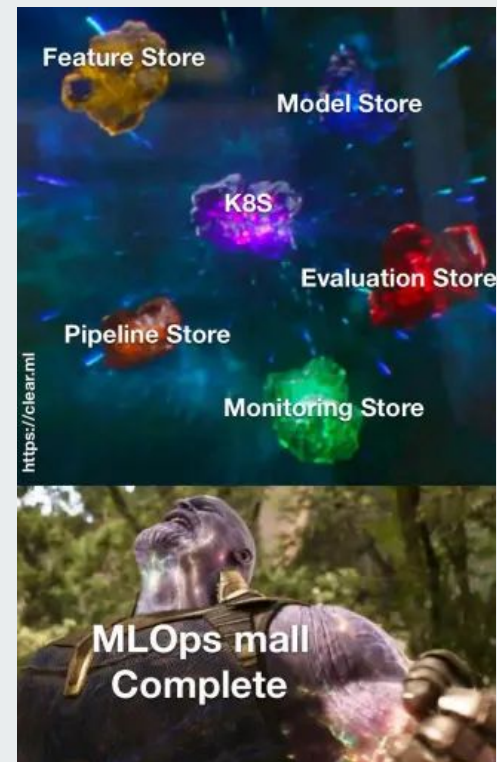 Feature Store
Model Store
K8S
Evaluation Store
Pipeline Store
Monitoring Store
https://clear.ml
MLOps mall
Complete